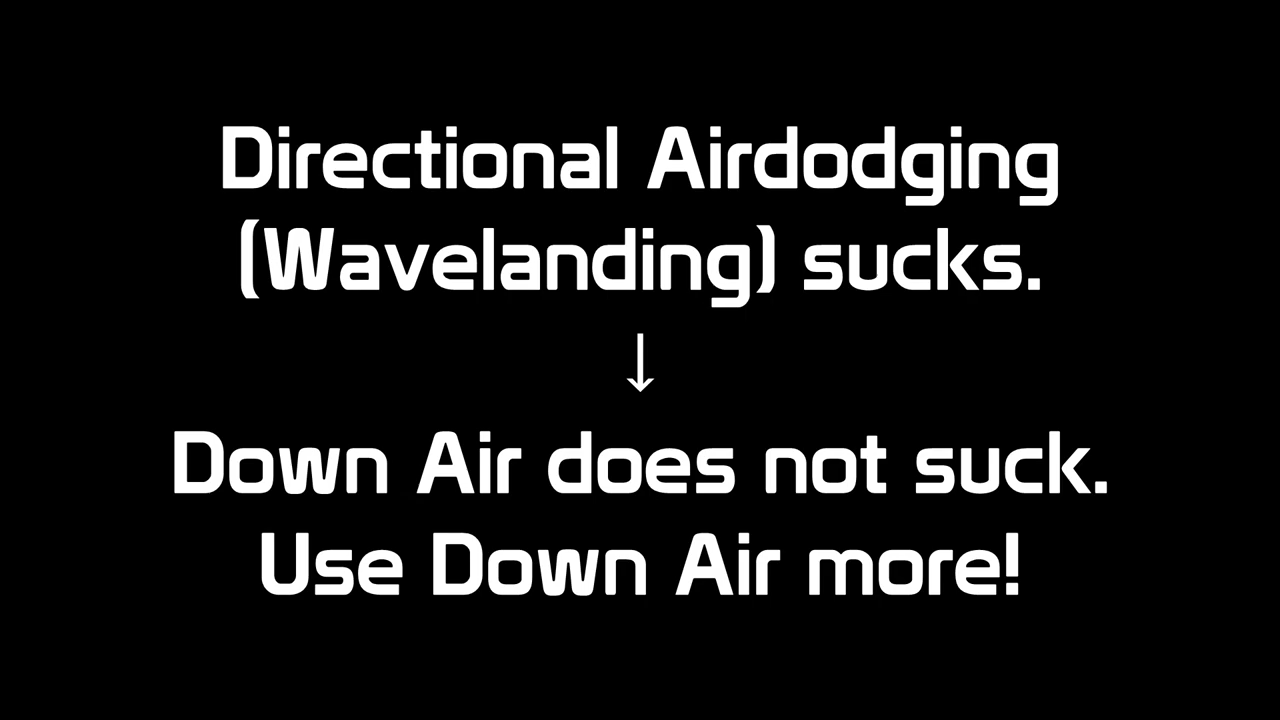 Directional Airdodging
(Wavelanding) sucks.
↓
Down Air does not suck.
Use Down Air more!